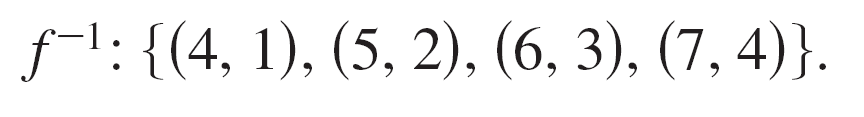 f⁻¹: {(4, 1), (5, 2), (6, 3), (7, 4)}.